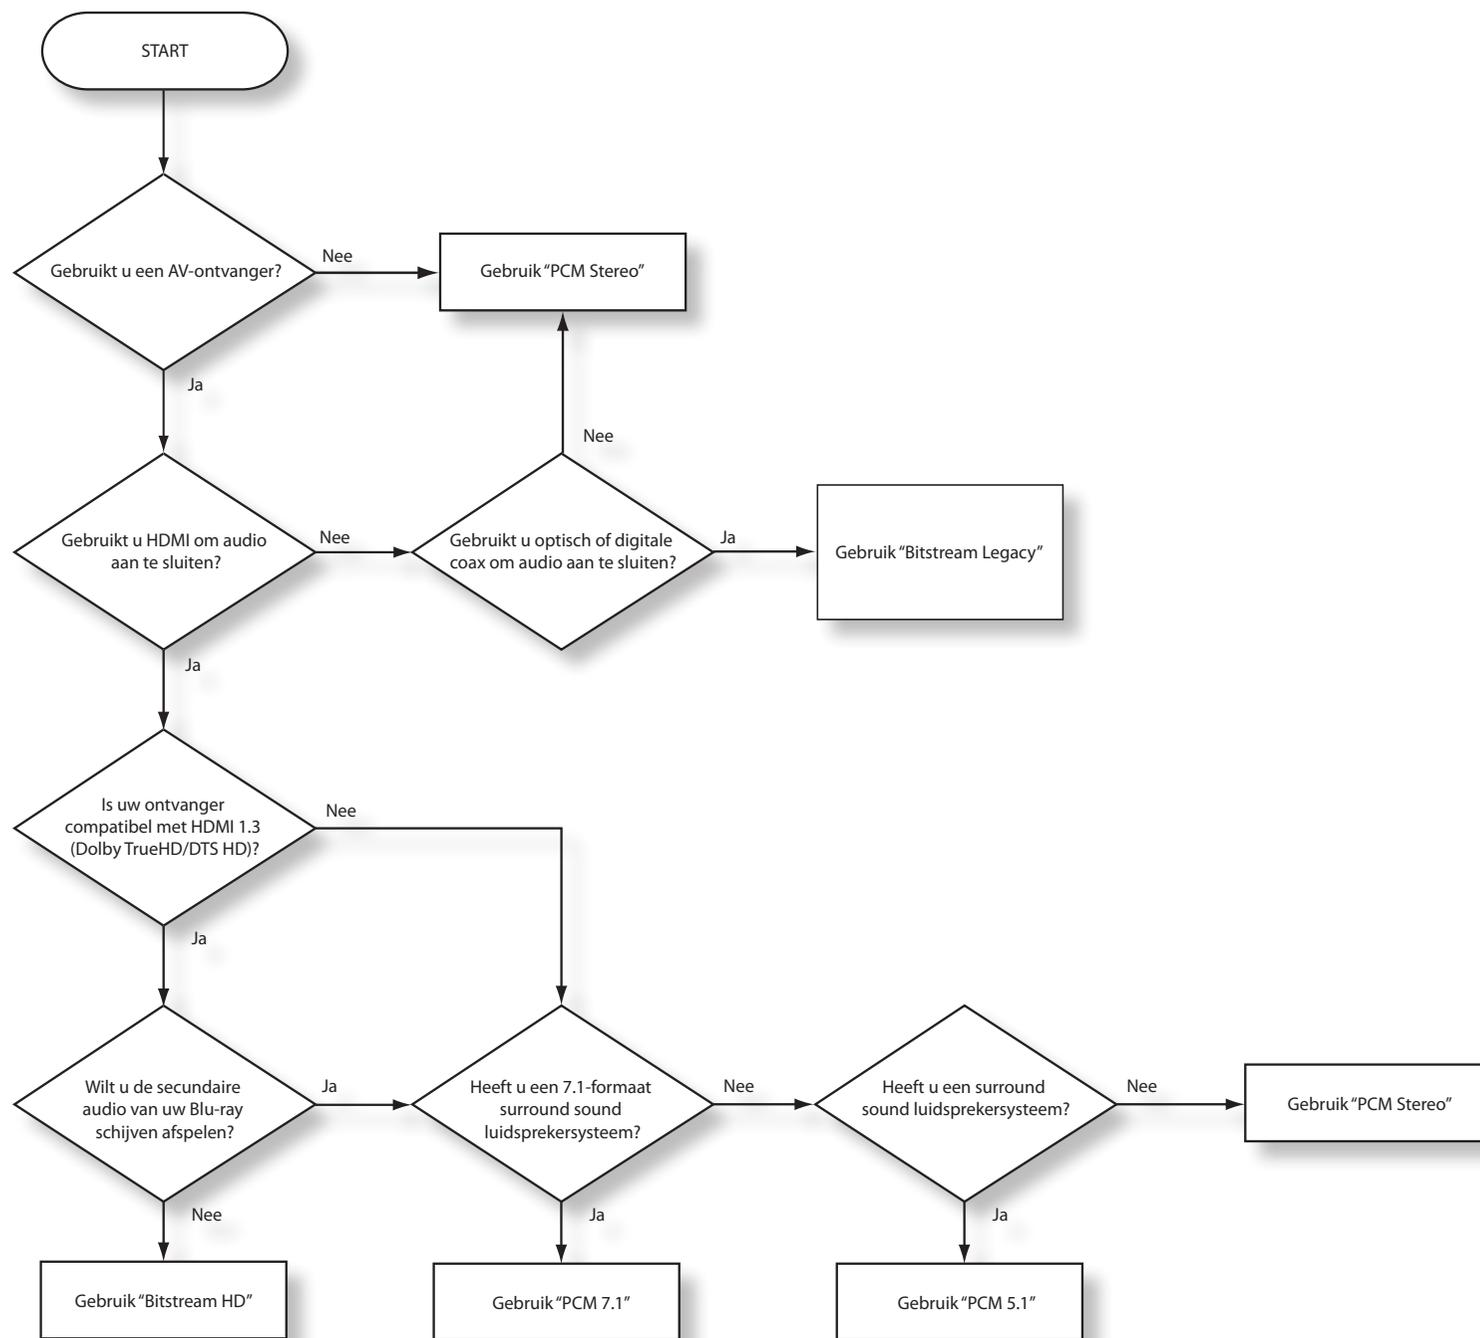 START
Gebruikt u een AV-ontvanger?
Nee
Gebruik “PCM Stereo”
Ja
Nee
Gebruikt u HDMI om audio
aan te sluiten?
Nee
Gebruikt u optisch of digitale
coax om audio aan te sluiten?
Ja
Gebruik “Bitstream Legacy”
Ja
Is uw ontvanger
compatibel met HDMI 1.3
(Dolby TrueHD/DTS HD)?
Nee
Ja
Wilt u de secundaire
audio van uw Blu-ray
schijven afspelen?
Ja
Heeft u een 7.1-formaat
surround sound
luidsprekersysteem?
Nee
Heeft u een surround
sound luidsprekersysteem?
Nee
Gebruik “PCM Stereo”
Nee
Ja
Ja
Gebruik “Bitstream HD”
Gebruik “PCM 7.1”
Gebruik “PCM 5.1”